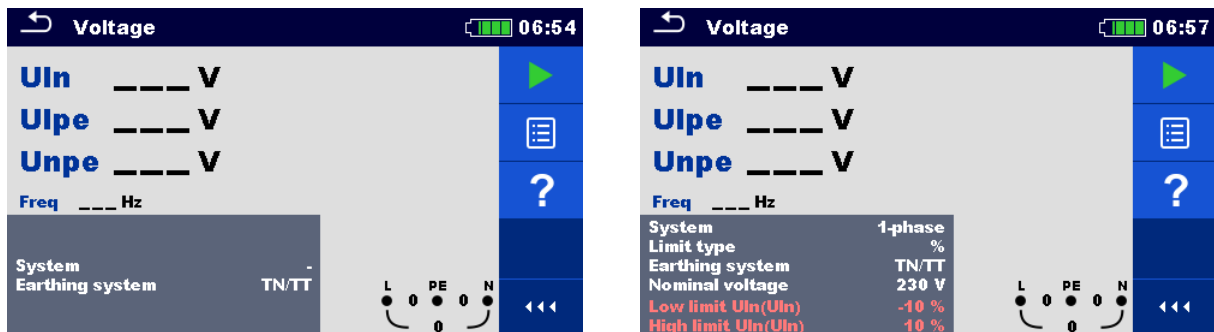 Voltage 06:54
Uln ___ V
Ulpe ___ V
Unpe ___ V
Freq ___ Hz
?
System -
Earthing system TN/TT
L PE N
0 0
0
Voltage 06:57
Uln ___ V
Ulpe ___ V
Unpe ___ V
Freq ___ Hz
?
System 1-phase
Limit type %
Earthing system TN/TT
Nominal voltage 230 V
Low limit Uln(Uln) -10 %
High limit Uln(Uln) 10 %
L PE N
0 0
0